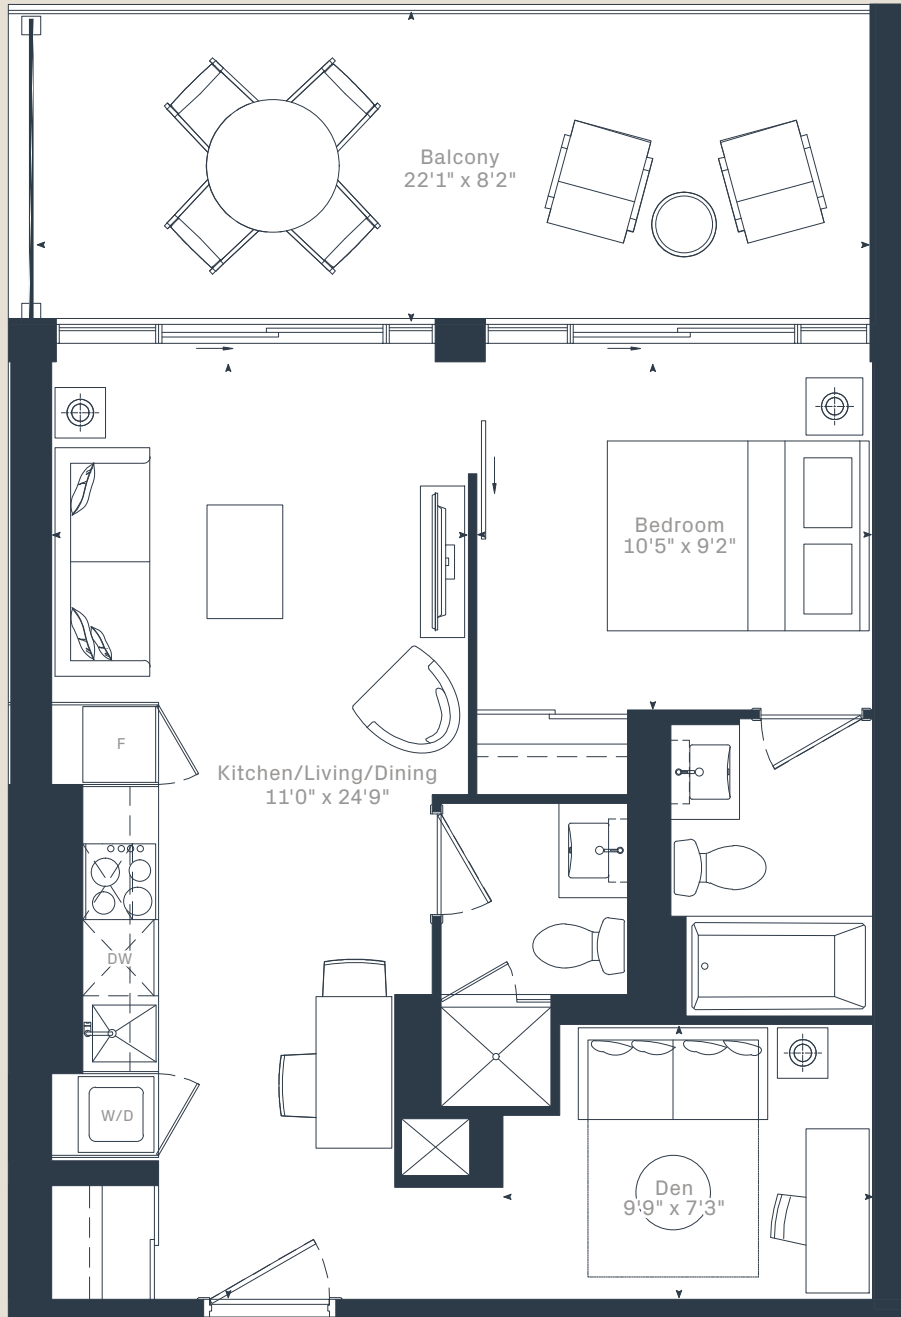 Balcony
22'1" x 8'2"
Bedroom
10'5" x 9'2"
F
Kitchen/Living/Dining
11'0" x 24'9"
DW
W/D
Den
9'9" x 7'3"